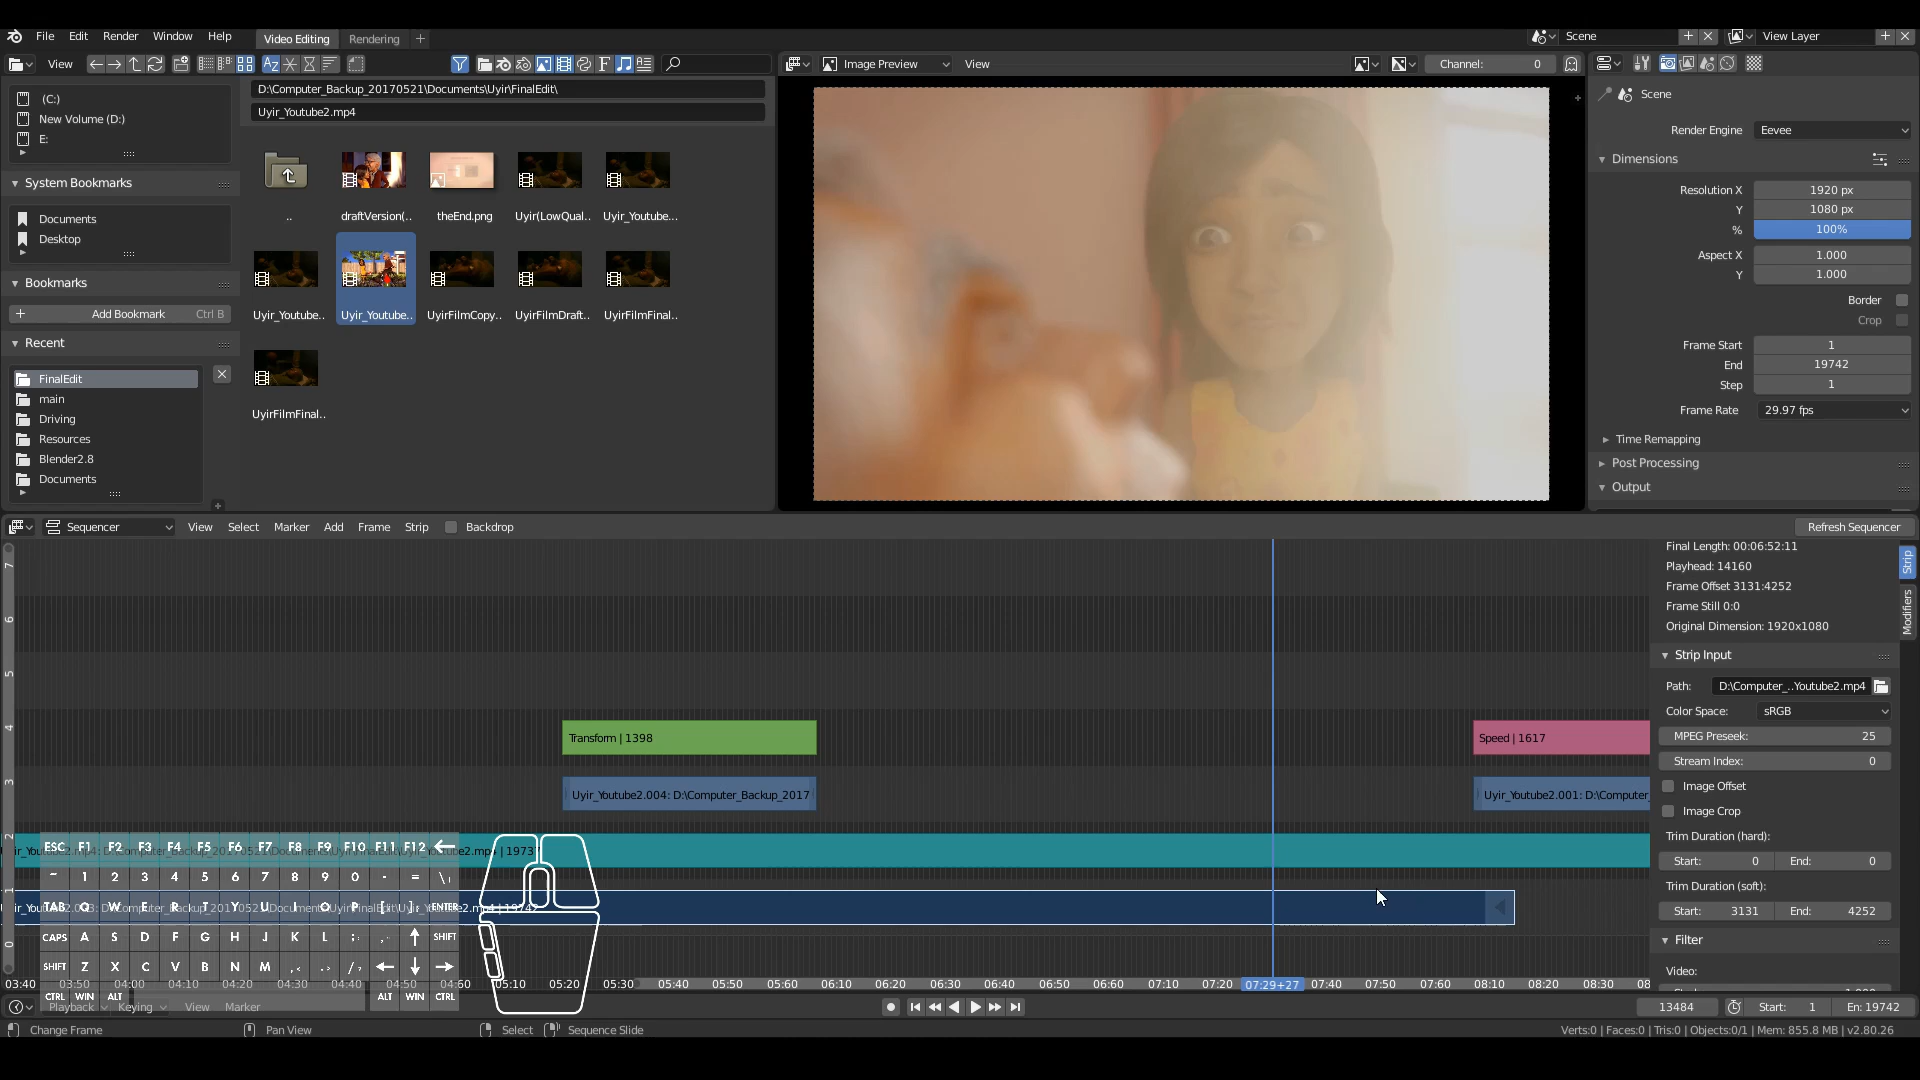 File Edit Render Window Help Video Editing Rendering + Scene View Layer
View Image Preview View Channel: 0
(C:)
New Volume (D:)
E:
System Bookmarks
Documents
Desktop
Bookmarks
Add Bookmark Ctrl B
Recent
FinalEdit
main
Driving
Resources
Blender2.8
Documents
D:\Computer_Backup_20170521\Documents\Uyir\FinalEdit\
Uyir_Youtube2.mp4
.. draftVersion(.. theEnd.png Uyir(LowQual.. Uyir_Youtube...
Uyir_Youtube.. Uyir_Youtube.. UyirFilmCopy.. UyirFilmDraft.. UyirFilmFinal..
UyirFilmFinal..
Scene
Render Engine Eevee
Dimensions
Resolution X 1920 px
Y 1080 px
% 100%
Aspect X 1.000
Y 1.000
Border
Crop
Frame Start 1
End 19742
Step 1
Frame Rate 29.97 fps
Time Remapping
Post Processing
Output
Sequencer View Select Marker Add Frame Strip Backdrop Refresh Sequencer
7
6
5
4
3
2
1
0
Transform | 1398
Speed | 1617
Uyir_Youtube2.004: D:\Computer_Backup_2017
Uyir_Youtube2.001: D:\Computer_
ESC F1 F2 F3 F4 F5 F6 F7 F8 F9 F10 F11 F12
~ 1 2 3 4 5 6 7 8 9 0 - = \
TAB Q W E R T Y U I O P [ ] ENTER
CAPS A S D F G H J K L ; SHIFT
SHIFT Z X C V B N M
CTRL WIN ALT ALT WIN CTRL
03:40 03:50 04:00 04:10 04:20 04:30 04:40 04:50 04:60 05:10 05:20 05:30 05:40 05:50 05:60 06:10 06:20 06:30 06:40 06:50 06:60 07:10 07:20 07:29+27 07:40 07:50 07:60 08:10 08:20 08:30 08
Playback Keying View Marker 13484 Start: 1 En: 19742
Change Frame Pan View Select Sequence Slide Verts:0 | Faces:0 | Tris:0 | Objects:0/1 | Mem: 855.8 MB | v2.80.26
Final Length: 00:06:52:11
Playhead: 14160
Frame Offset 3131:4252
Frame Still 0:0
Original Dimension: 1920x1080
Strip Input
Path: D:\Computer_..Youtube2.mp4
Color Space: sRGB
MPEG Preseek: 25
Stream Index: 0
Image Offset
Image Crop
Trim Duration (hard):
Start: 0 End: 0
Trim Duration (soft):
Start: 3131 End: 4252
Filter
Video:
Strip
Modifiers